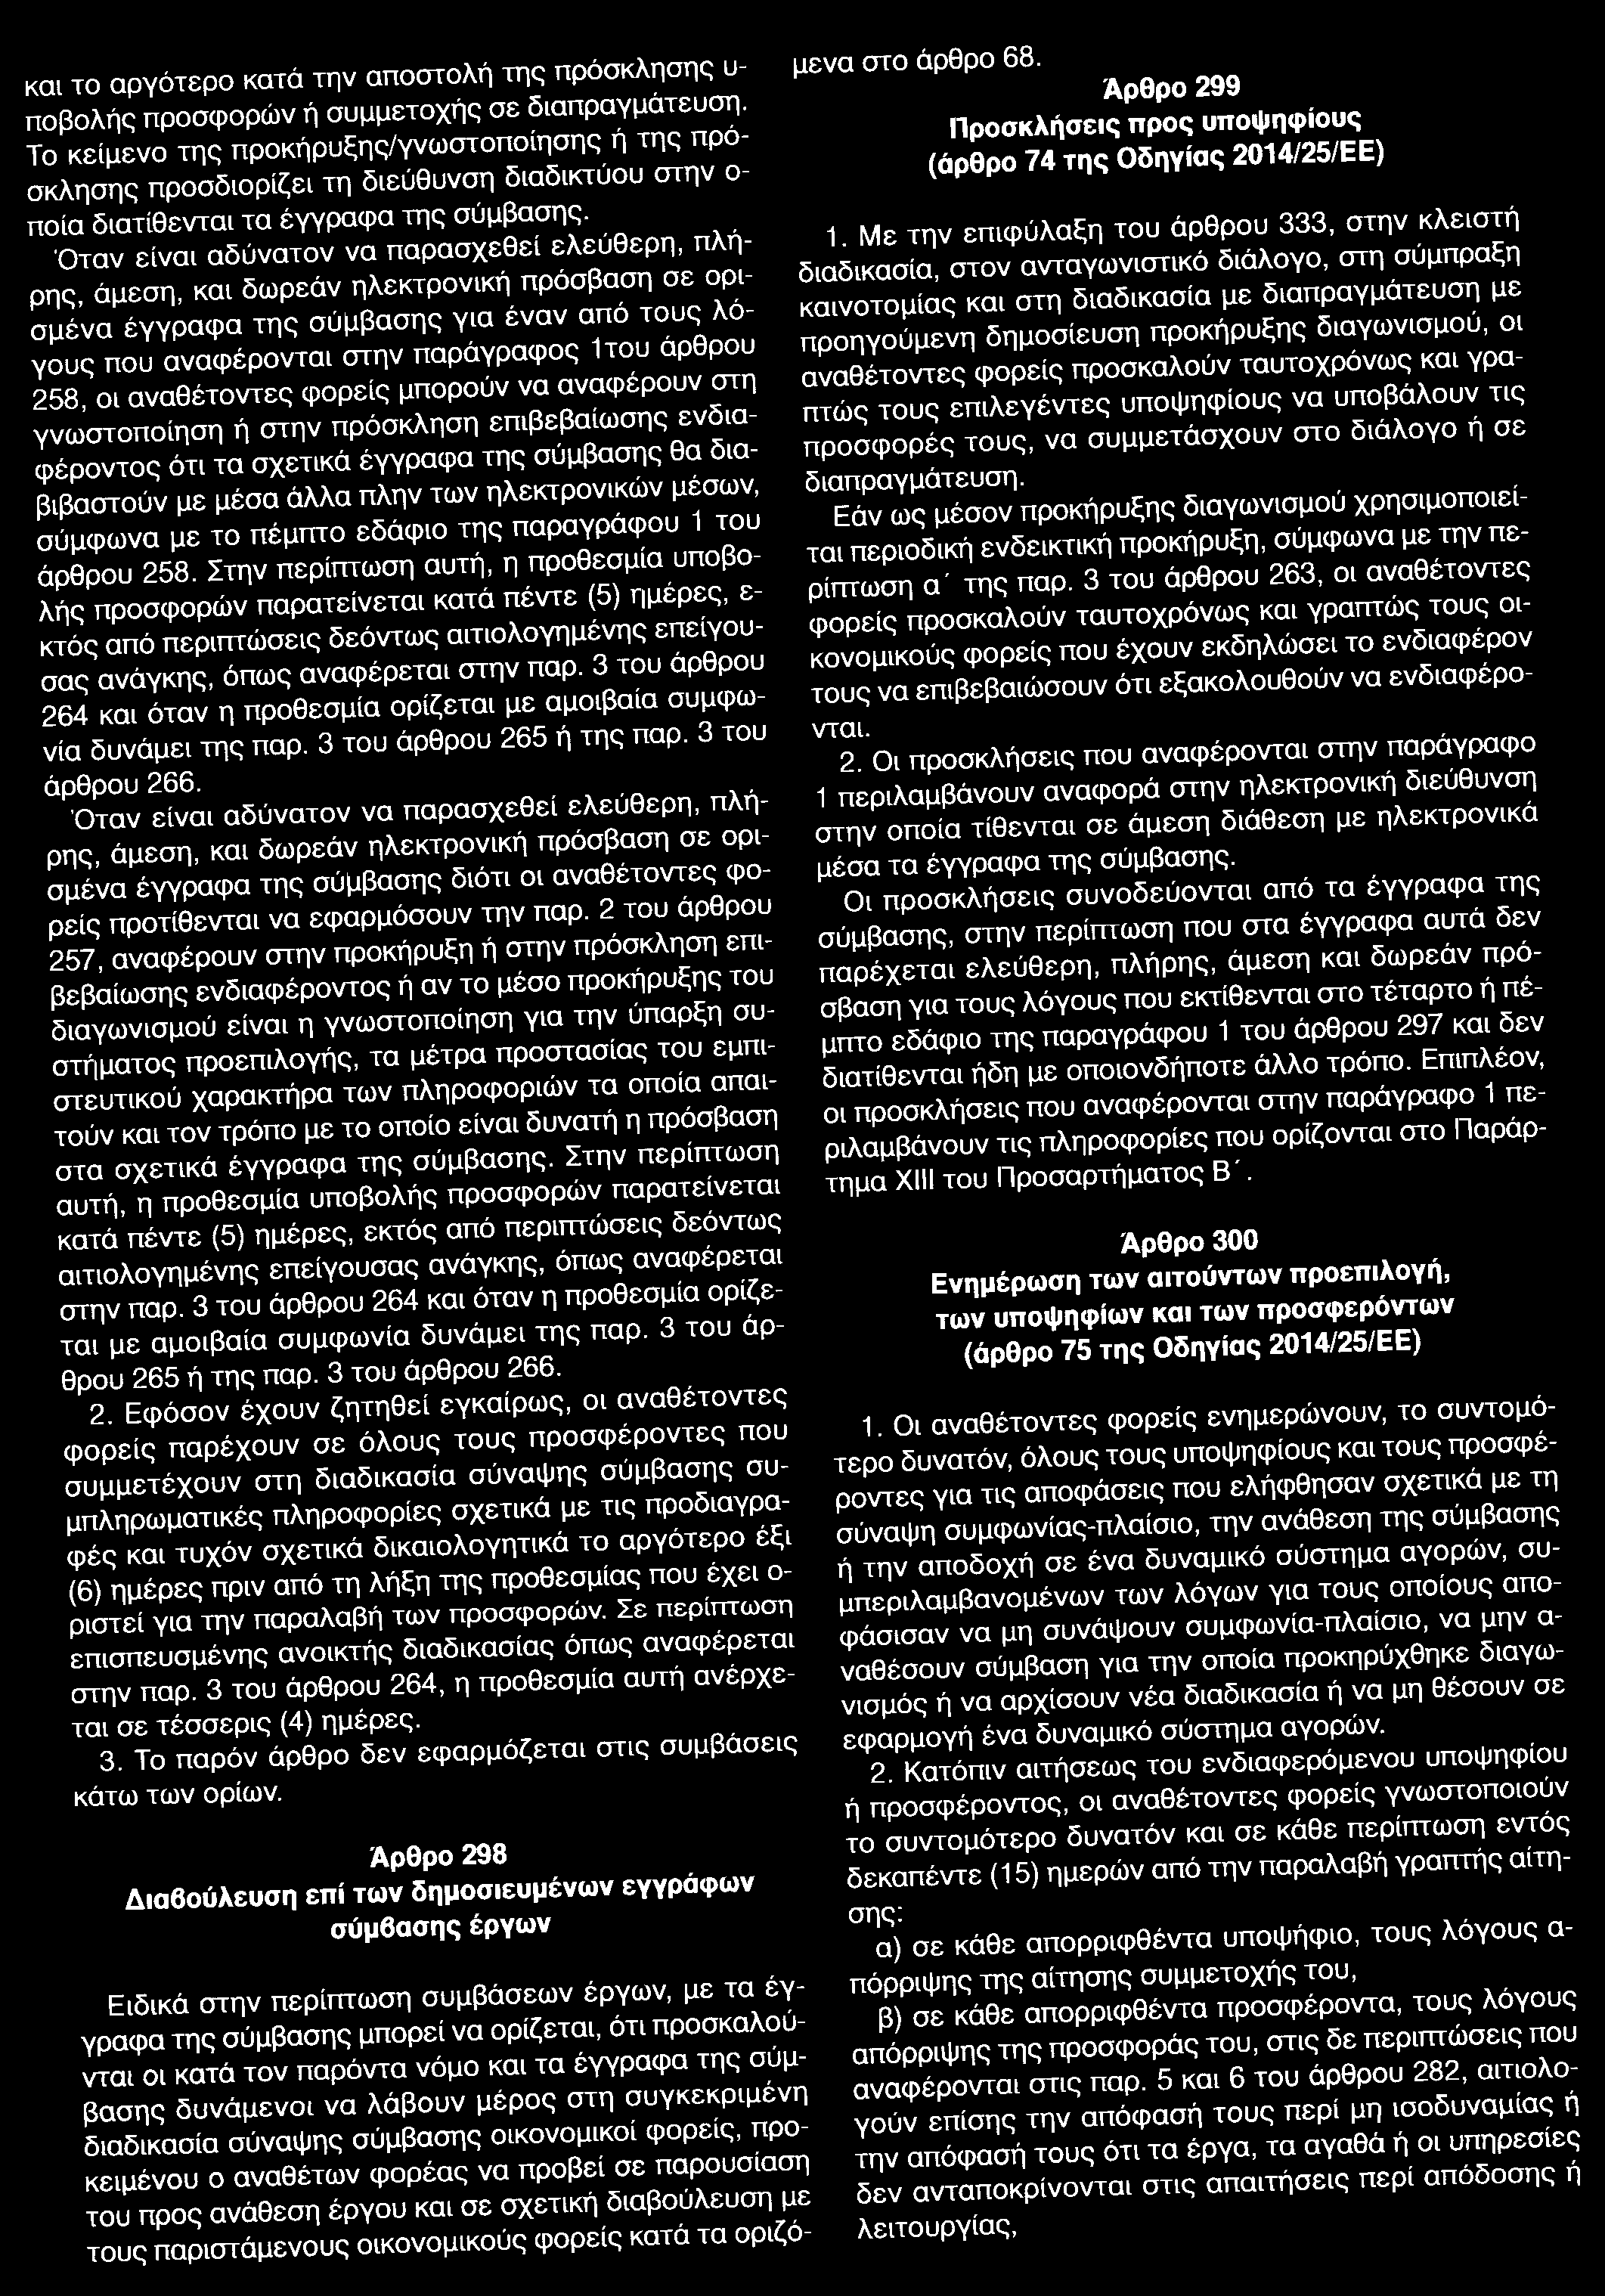 και το αργότερο κατά την αποστολή της πρόσκλησης υ-
ποβολής προσφορών ή συμμετοχής σε διαπραγμάτευση.
Το κείμενο της προκήρυξης/γνωστοποίησης ή της πρό-
σκλησης προσδιορίζει τη διεύθυνση διαδικτύου στην ο-
ποία διατίθενται τα έγγραφα της σύμβασης.
Όταν είναι αδύνατον να παρασχεθεί ελεύθερη, πλή-
ρης, άμεση, και δωρεάν ηλεκτρονική πρόσβαση σε ορι-
σμένα έγγραφα της σύμβασης για έναν από τους λό-
γους που αναφέρονται στην παράγραφος 1του άρθρου
258, οι αναθέτοντες φορείς μπορούν να αναφέρουν στη
γνωστοποίηση ή στην πρόσκληση επιβεβαίωσης ενδια-
φέροντος ότι τα σχετικά έγγραφα της σύμβασης θα δια-
βιβαστούν με μέσα άλλα πλην των ηλεκτρονικών μέσων,
σύμφωνα με το πέμπτο εδάφιο της παραγράφου 1 του
άρθρου 258. Στην περίπτωση αυτή, η προθεσμία υποβο-
λής προσφορών παρατείνεται κατά πέντε (5) ημέρες, ε-
κτός από περιπτώσεις δεόντως αιτιολογημένης επείγου-
σας ανάγκης, όπως αναφέρεται στην παρ. 3 του άρθρου
264 και όταν η προθεσμία ορίζεται με αμοιβαία συμφω-
νία δυνάμει της παρ. 3 του άρθρου 265 ή της παρ. 3 του
άρθρου 266.
Όταν είναι αδύνατον να παρασχεθεί ελεύθερη, πλή-
ρης, άμεση, και δωρεάν ηλεκτρονική πρόσβαση σε ορι-
σμένα έγγραφα της σύμβασης διότι οι αναθέτοντες φο-
ρείς προτίθενται να εφαρμόσουν την παρ. 2 του άρθρου
257, αναφέρουν στην προκήρυξη ή στην πρόσκληση επι-
βεβαίωσης ενδιαφέροντος ή αν το μέσο προκήρυξης του
διαγωνισμού είναι η γνωστοποίηση για την ύπαρξη συ-
στήματος προεπιλογής, τα μέτρα προστασίας του εμπι-
στευτικού χαρακτήρα των πληροφοριών τα οποία απαι-
τούν και τον τρόπο με το οποίο είναι δυνατή η πρόσβαση
στα σχετικά έγγραφα της σύμβασης. Στην περίπτωση
αυτή, η προθεσμία υποβολής προσφορών παρατείνεται
κατά πέντε (5) ημέρες, εκτός από περιπτώσεις δεόντως
αιτιολογημένης επείγουσας ανάγκης, όπως αναφέρεται
στην παρ. 3 του άρθρου 264 και όταν η προθεσμία ορίζε-
ται με αμοιβαία συμφωνία δυνάμει της παρ. 3 του άρ-
θρου 265 ή της παρ. 3 του άρθρου 266.
2. Εφόσον έχουν ζητηθεί εγκαίρως, οι αναθέτοντες
φορείς παρέχουν σε όλους τους προσφέροντες που
συμμετέχουν στη διαδικασία σύναψης σύμβασης συ-
μπληρωματικές πληροφορίες σχετικά με τις προδιαγρα-
φές και τυχόν σχετικά δικαιολογητικά το αργότερο έξι
(6) ημέρες πριν από τη λήξη της προθεσμίας που έχει ο-
ριστεί για την παραλαβή των προσφορών. Σε περίπτωση
επισπευσμένης ανοικτής διαδικασίας όπως αναφέρεται
στην παρ. 3 του άρθρου 264, η προθεσμία αυτή ανέρχε-
ται σε τέσσερις (4) ημέρες.
3. Το παρόν άρθρο δεν εφαρμόζεται στις συμβάσεις
κάτω των ορίων.
Άρθρο 298
Διαβούλευση επί των δημοσιευμένων εγγράφων
σύμβασης έργων
Ειδικά στην περίπτωση συμβάσεων έργων, με τα έγ-
γραφα της σύμβασης μπορεί να ορίζεται, ότι προσκαλού-
νται οι κατά τον παρόντα νόμο και τα έγγραφα της σύμ-
βασης δυνάμενοι να λάβουν μέρος στη συγκεκριμένη
διαδικασία σύναψης σύμβασης οικονομικοί φορείς, προ-
κειμένου ο αναθέτων φορέας να προβεί σε παρουσίαση
του προς ανάθεση έργου και σε σχετική διαβούλευση με
τους παριστάμενους οικονομικούς φορείς κατά τα οριζό-
μενα στο άρθρο 68.
Άρθρο 299
Προσκλήσεις προς υποψηφίους
(άρθρο 74 της Οδηγίας 2014/25/ΕΕ)
1. Με την επιφύλαξη του άρθρου 333, στην κλειστή
διαδικασία, στον ανταγωνιστικό διάλογο, στη σύμπραξη
καινοτομίας και στη διαδικασία με διαπραγμάτευση με
προηγούμενη δημοσίευση προκήρυξης διαγωνισμού, οι
αναθέτοντες φορείς προσκαλούν ταυτοχρόνως και γρα-
πτώς τους επιλεγέντες υποψηφίους να υποβάλουν τις
προσφορές τους, να συμμετάσχουν στο διάλογο ή σε
διαπραγμάτευση.
Εάν ως μέσον προκήρυξης διαγωνισμού χρησιμοποιεί-
ται περιοδική ενδεικτική προκήρυξη, σύμφωνα με την πε-
ρίπτωση α΄ της παρ. 3 του άρθρου 263, οι αναθέτοντες
φορείς προσκαλούν ταυτοχρόνως και γραπτώς τους οι-
κονομικούς φορείς που έχουν εκδηλώσει το ενδιαφέρον
τους να επιβεβαιώσουν ότι εξακολουθούν να ενδιαφέρο-
νται.
2. Οι προσκλήσεις που αναφέρονται στην παράγραφο
1 περιλαμβάνουν αναφορά στην ηλεκτρονική διεύθυνση
στην οποία τίθενται σε άμεση διάθεση με ηλεκτρονικά
μέσα τα έγγραφα της σύμβασης.
Οι προσκλήσεις συνοδεύονται από τα έγγραφα της
σύμβασης, στην περίπτωση που στα έγγραφα αυτά δεν
παρέχεται ελεύθερη, πλήρης, άμεση και δωρεάν πρό-
σβαση για τους λόγους που εκτίθενται στο τέταρτο ή πέ-
μπτο εδάφιο της παραγράφου 1 του άρθρου 297 και δεν
διατίθενται ήδη με οποιονδήποτε άλλο τρόπο. Επιπλέον,
οι προσκλήσεις που αναφέρονται στην παράγραφο 1 πε-
ριλαμβάνουν τις πληροφορίες που ορίζονται στο Παράρ-
τημα XIII του Προσαρτήματος Β΄.
Άρθρο 300
Ενημέρωση των αιτούντων προεπιλογή,
των υποψηφίων και των προσφερόντων
(άρθρο 75 της Οδηγίας 2014/25/ΕΕ)
1. Οι αναθέτοντες φορείς ενημερώνουν, το συντομό-
τερο δυνατόν, όλους τους υποψηφίους και τους προσφέ-
ροντες για τις αποφάσεις που ελήφθησαν σχετικά με τη
σύναψη συμφωνίας-πλαίσιο, την ανάθεση της σύμβασης
ή την αποδοχή σε ένα δυναμικό σύστημα αγορών, συ-
μπεριλαμβανομένων των λόγων για τους οποίους απο-
φάσισαν να μη συνάψουν συμφωνία-πλαίσιο, να μην α-
ναθέσουν σύμβαση για την οποία προκηρύχθηκε διαγω-
νισμός ή να αρχίσουν νέα διαδικασία ή να μη θέσουν σε
εφαρμογή ένα δυναμικό σύστημα αγορών.
2. Κατόπιν αιτήσεως του ενδιαφερόμενου υποψηφίου
ή προσφέροντος, οι αναθέτοντες φορείς γνωστοποιούν
το συντομότερο δυνατόν και σε κάθε περίπτωση εντός
δεκαπέντε (15) ημερών από την παραλαβή γραπτής αίτη-
σης:
α) σε κάθε απορριφθέντα υποψήφιο, τους λόγους α-
πόρριψης της αίτησης συμμετοχής του,
β) σε κάθε απορριφθέντα προσφέροντα, τους λόγους
απόρριψης της προσφοράς του, στις δε περιπτώσεις που
αναφέρονται στις παρ. 5 και 6 του άρθρου 282, αιτιολο-
γούν επίσης την απόφασή τους περί μη ισοδυναμίας ή
την απόφασή τους ότι τα έργα, τα αγαθά ή οι υπηρεσίες
δεν ανταποκρίνονται στις απαιτήσεις περί απόδοσης ή
λειτουργίας,